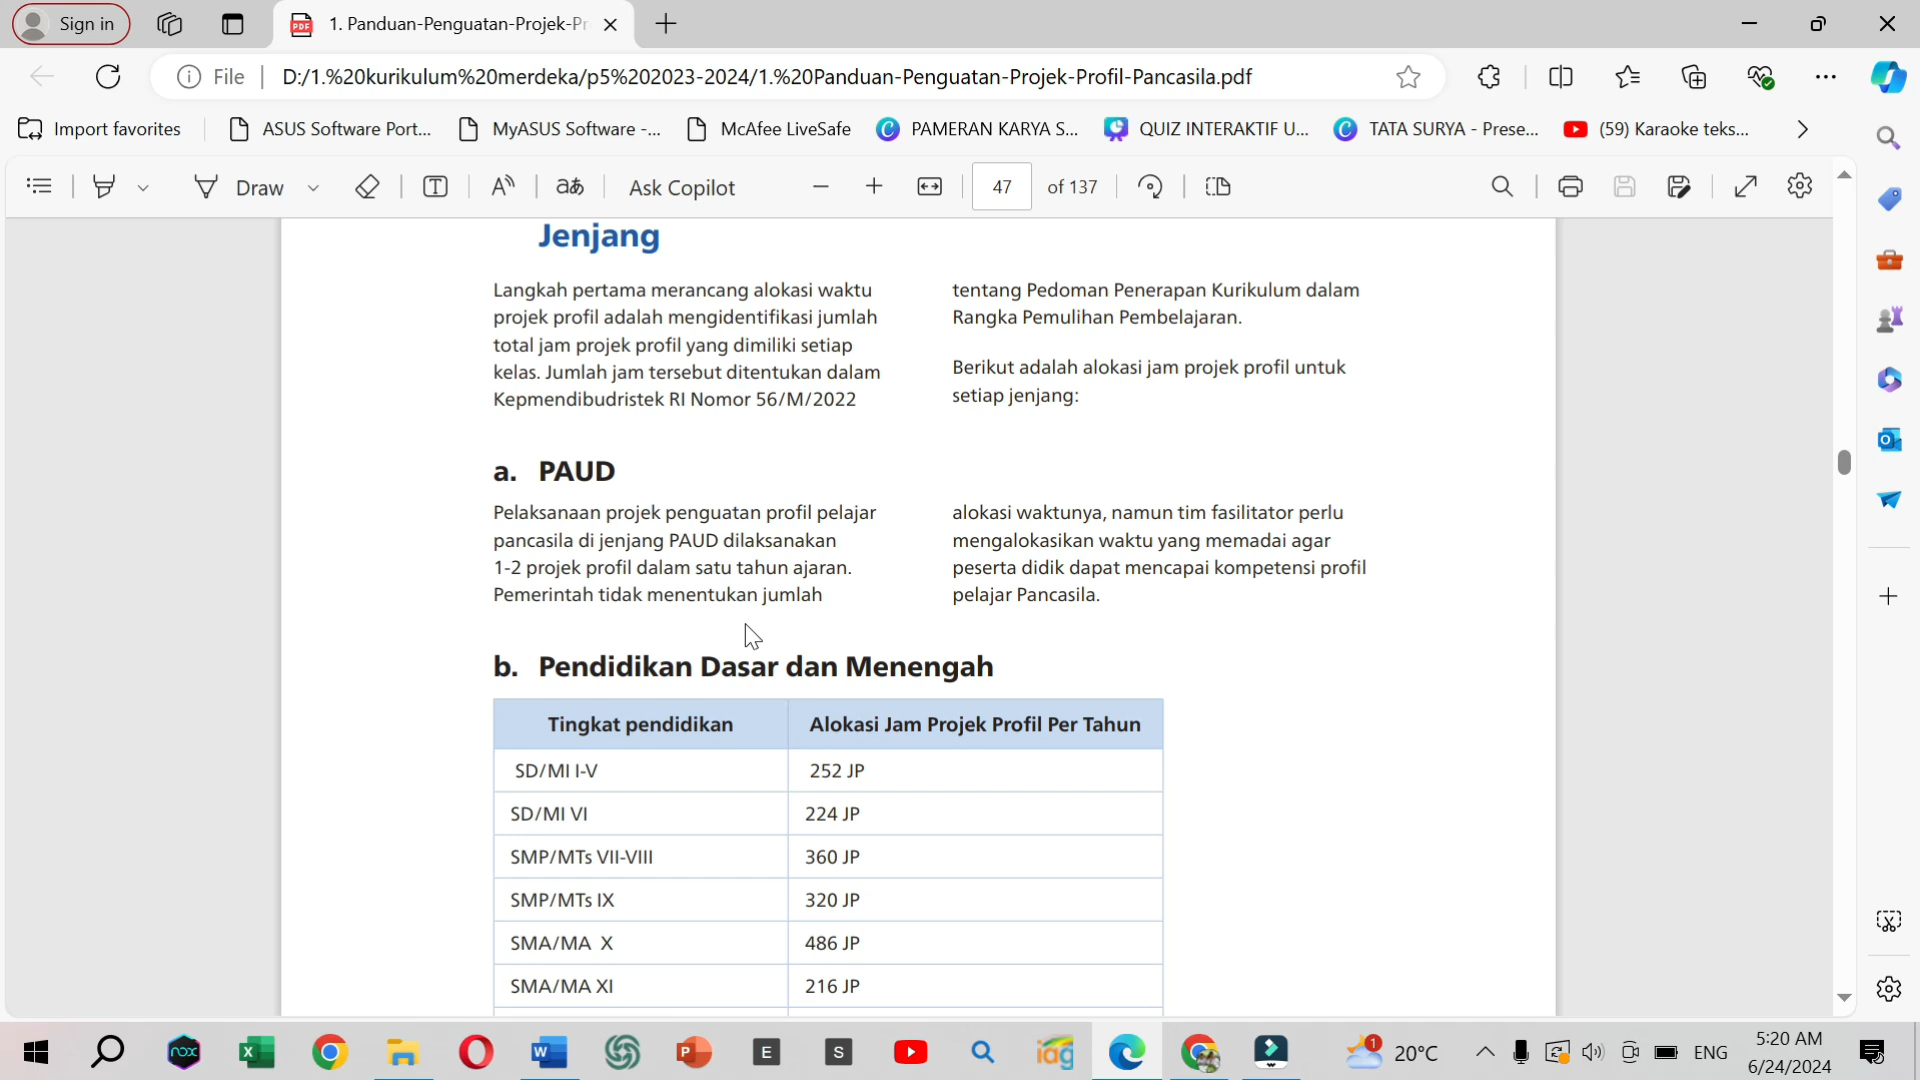 Sign in
1. Panduan-Penguatan-Projek-Pr
File
D:/1.%20kurikulum%20merdeka/p5%202023-2024/1.%20Panduan-Penguatan-Projek-Profil-Pancasila.pdf
Import favorites
ASUS Software Port...
MyASUS Software -...
McAfee LiveSafe
PAMERAN KARYA S...
QUIZ INTERAKTIF U...
TATA SURYA - Prese...
(59) Karaoke teks...
Draw
Ask Copilot
47
of 137
Jenjang
Langkah pertama merancang alokasi waktu
projek profil adalah mengidentifikasi jumlah
total jam projek profil yang dimiliki setiap
kelas. Jumlah jam tersebut ditentukan dalam
Kepmendibudristek RI Nomor 56/M/2022
tentang Pedoman Penerapan Kurikulum dalam
Rangka Pemulihan Pembelajaran.
Berikut adalah alokasi jam projek profil untuk
setiap jenjang:
a. PAUD
Pelaksanaan projek penguatan profil pelajar
pancasila di jenjang PAUD dilaksanakan
1-2 projek profil dalam satu tahun ajaran.
Pemerintah tidak menentukan jumlah
alokasi waktunya, namun tim fasilitator perlu
mengalokasikan waktu yang memadai agar
peserta didik dapat mencapai kompetensi profil
pelajar Pancasila.
b. Pendidikan Dasar dan Menengah
Tingkat pendidikan
Alokasi Jam Projek Profil Per Tahun
SD/MI I-V
252 JP
SD/MI VI
224 JP
SMP/MTs VII-VIII
360 JP
SMP/MTs IX
320 JP
SMA/MA X
486 JP
SMA/MA XI
216 JP
nox
iag
E
S
1
20°C
ENG
5:20 AM
6/24/2024